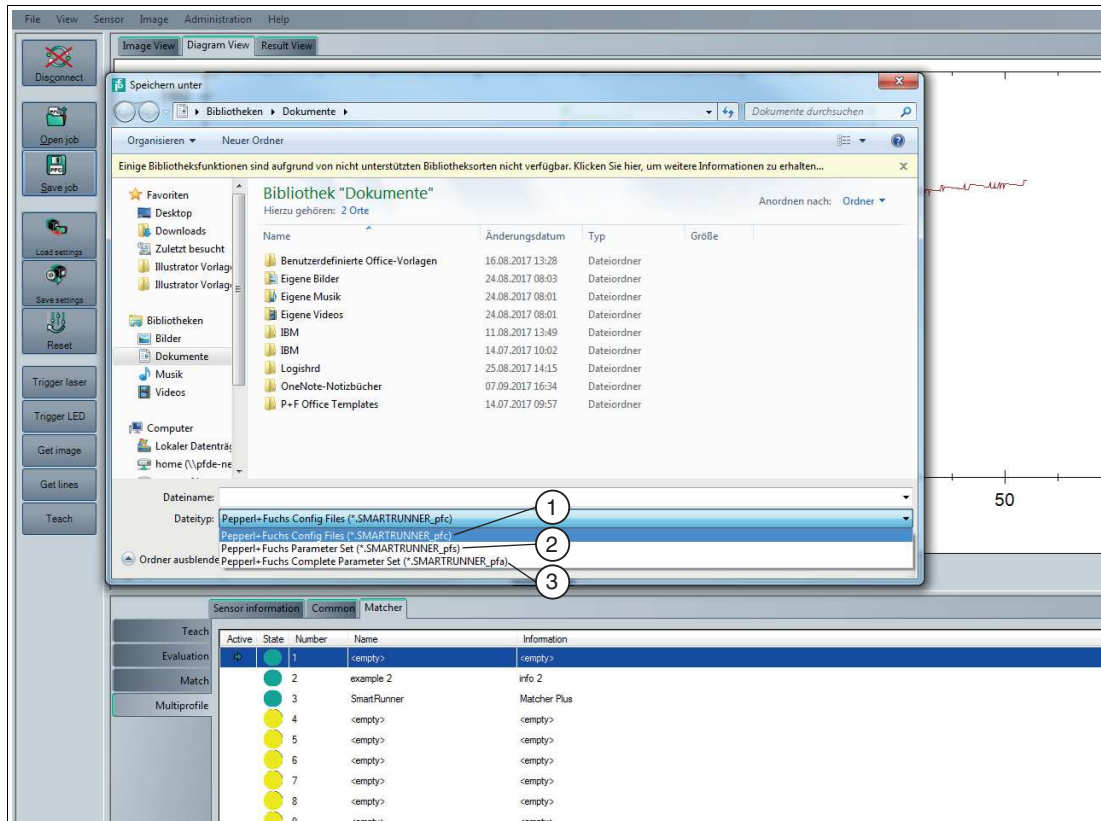 File View Sensor Image Administration Help
Disconnect
Open job
PFC
Save job
Load settings
Save settings
Reset
Trigger laser
Trigger LED
Get image
Get lines
Teach
Image View Diagram View Result View
Speichern unter
Bibliotheken Dokumente
Dokumente durchsuchen
Organisieren Neuer Ordner
Einige Bibliotheksfunktionen sind aufgrund von nicht unterstützten Bibliotheksorten nicht verfügbar. Klicken Sie hier, um weitere Informationen zu erhalten... x
Favoriten
Desktop
Downloads
Zuletzt besucht
Illustrator Vorlag
Illustrator Vorlag
Bibliotheken
Bilder
Dokumente
Musik
Videos
Computer
Lokaler Datenträ
home (\\pfde-ne
Bibliothek "Dokumente"
Hierzu gehören: 2 Orte
Anordnen nach: Ordner
Name Änderungsdatum Typ Größe
Benutzerdefinierte Office-Vorlagen 16.08.2017 13:28 Dateiordner
Eigene Bilder 24.08.2017 08:03 Dateiordner
Eigene Musik 24.08.2017 08:01 Dateiordner
Eigene Videos 24.08.2017 08:01 Dateiordner
IBM 11.08.2017 13:49 Dateiordner
IBM 14.07.2017 10:02 Dateiordner
Logishrd 25.08.2017 14:15 Dateiordner
OneNote-Notizbücher 07.09.2017 16:34 Dateiordner
P+F Office Templates 14.07.2017 09:57 Dateiordner
Dateiname:
Dateityp: Pepperl+Fuchs Config Files (*.SMARTRUNNER_pfc)
Pepperl+Fuchs Config Files (*.SMARTRUNNER_pfc)
Pepperl+Fuchs Parameter Set (*.SMARTRUNNER_pfs)
Pepperl+Fuchs Complete Parameter Set (*.SMARTRUNNER_pfa)
Ordner ausblende
1
2
3
50
Sensor information Common Matcher
Teach
Evaluation
Match
Multiprofile
Active State Number Name Information
1 <empty> <empty>
2 example 2 info 2
3 SmartRunner Matcher Plus
4 <empty> <empty>
5 <empty> <empty>
6 <empty> <empty>
7 <empty> <empty>
8 <empty> <empty>